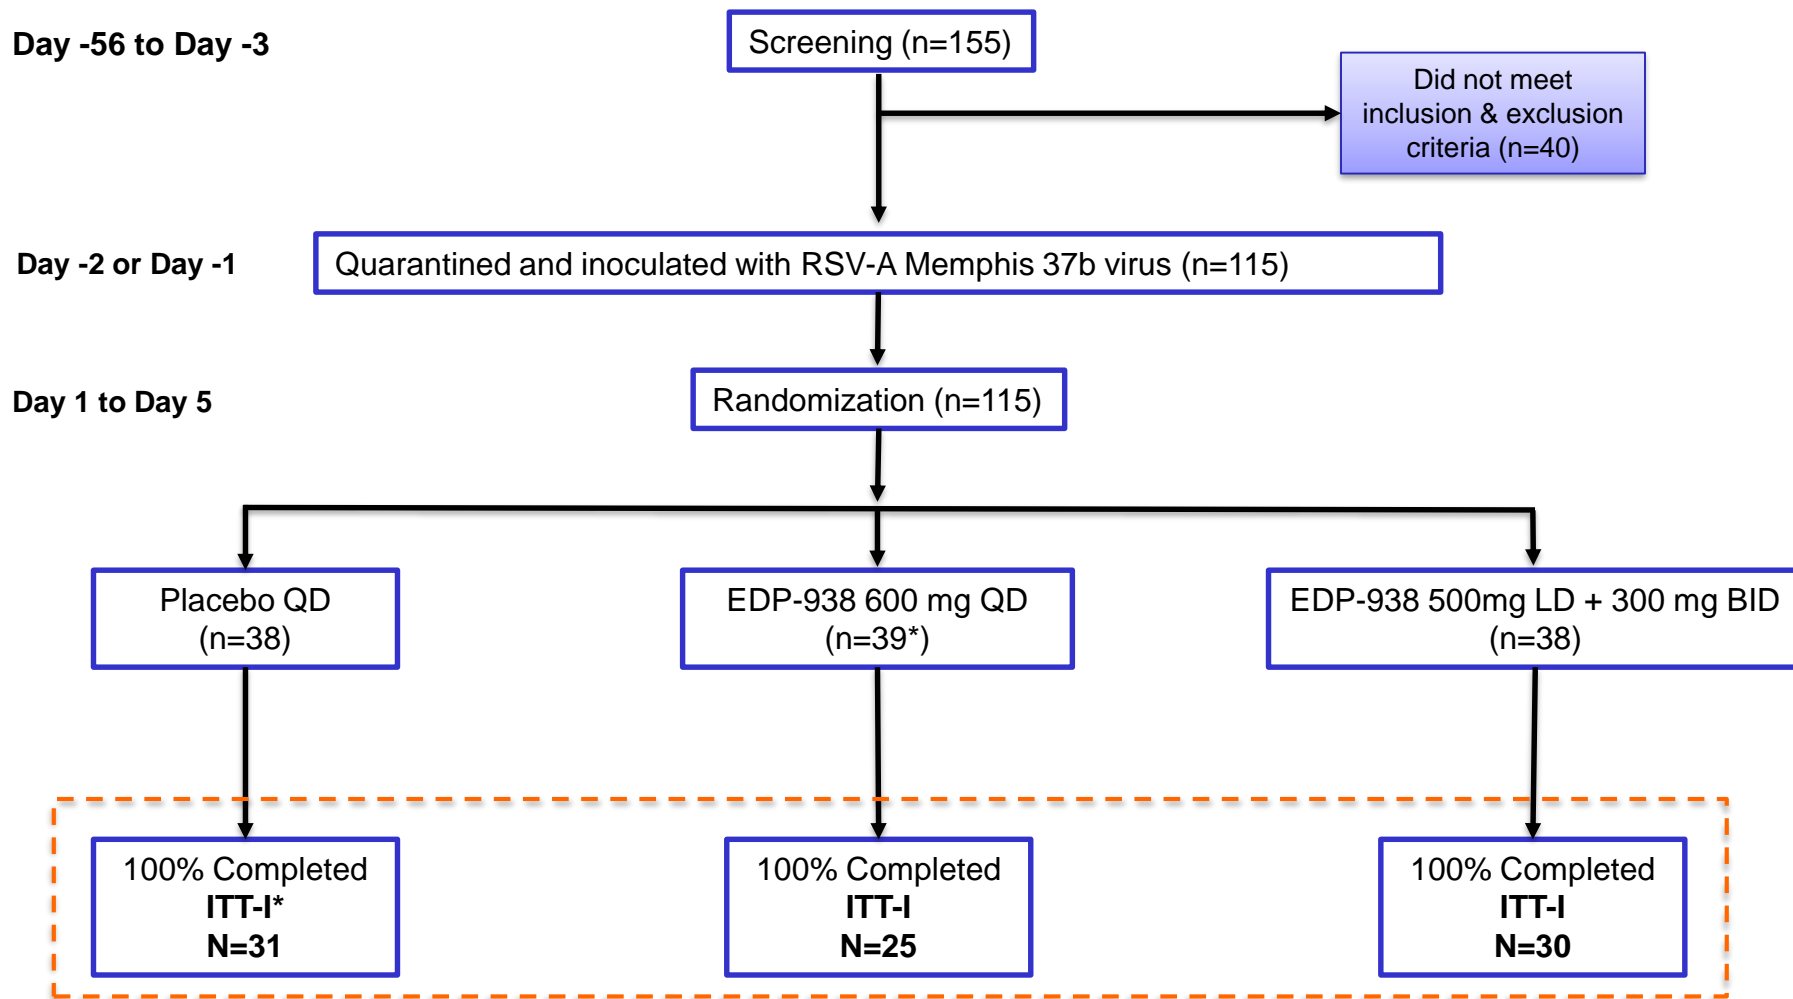 Day -56 to Day -3
Screening (n=155)
Did not meet
inclusion & exclusion
criteria (n=40)
Day -2 or Day -1
Quarantined and inoculated with RSV-A Memphis 37b virus (n=115)
Day 1 to Day 5
Randomization (n=115)
Placebo QD
(n=38)
EDP-938 600 mg QD
(n=39*)
EDP-938 500mg LD + 300 mg BID
(n=38)
100% Completed
ITT-I*
N=31
100% Completed
ITT-I
N=25
100% Completed
ITT-I
N=30